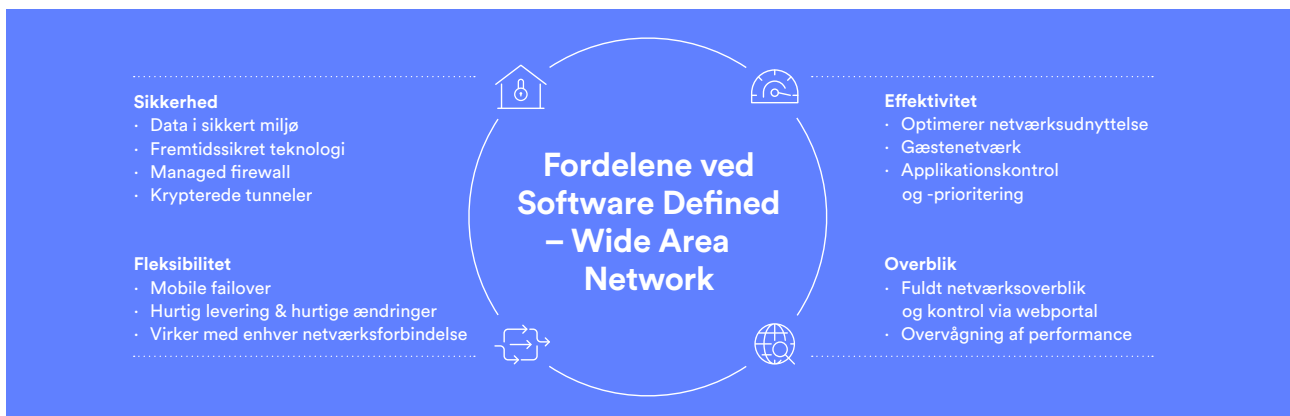 Sikkerhed
· Data i sikkert miljø
· Fremtidssikret teknologi
· Managed firewall
· Krypterede tunneler
Fleksibilitet
· Mobile failover
· Hurtig levering & hurtige ændringer
· Virker med enhver netværksforbindelse
Fordelene ved
Software Defined
– Wide Area
Network
Effektivitet
· Optimerer netværksudnyttelse
· Gæstenetværk
· Applikationskontrol
og -prioritering
Overblik
· Fuldt netværksoverblik
og kontrol via webportal
· Overvågning af performance